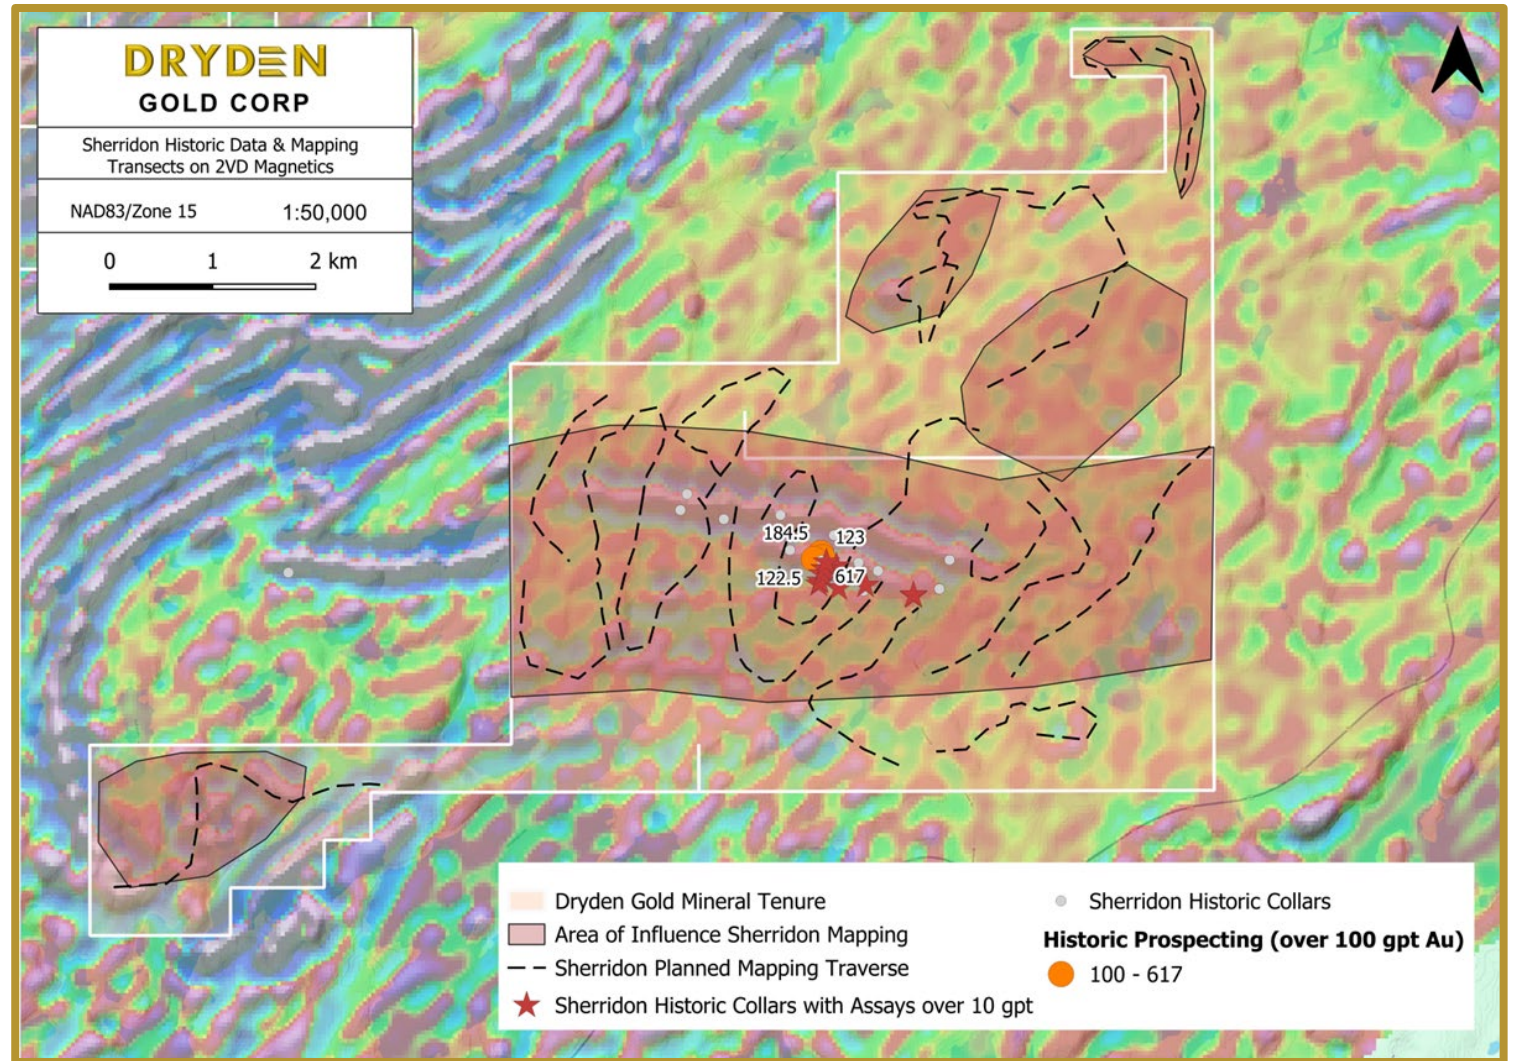 DRYDEN
GOLD CORP
Sherridon Historic Data & Mapping
Transects on 2VD Magnetics
NAD83/Zone 15 1:50,000
0 1 2 km
184.5 123
122.5 617
Dryden Gold Mineral Tenure
Area of Influence Sherridon Mapping
Sherridon Planned Mapping Traverse
Sherridon Historic Collars with Assays over 10 gpt
Sherridon Historic Collars
Historic Prospecting (over 100 gpt Au)
100 - 617